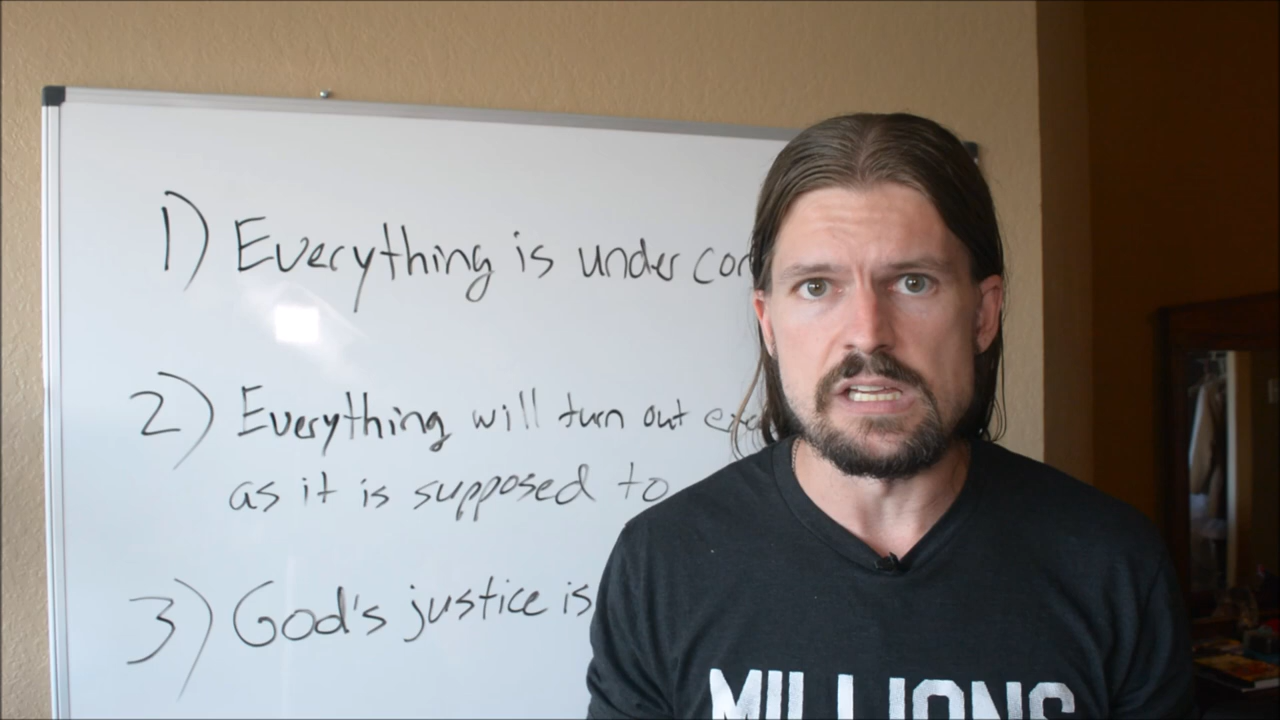 1) Everything is under con
2) Everything will turn out
as it is supposed to
3) God's justice is
MILLIONS